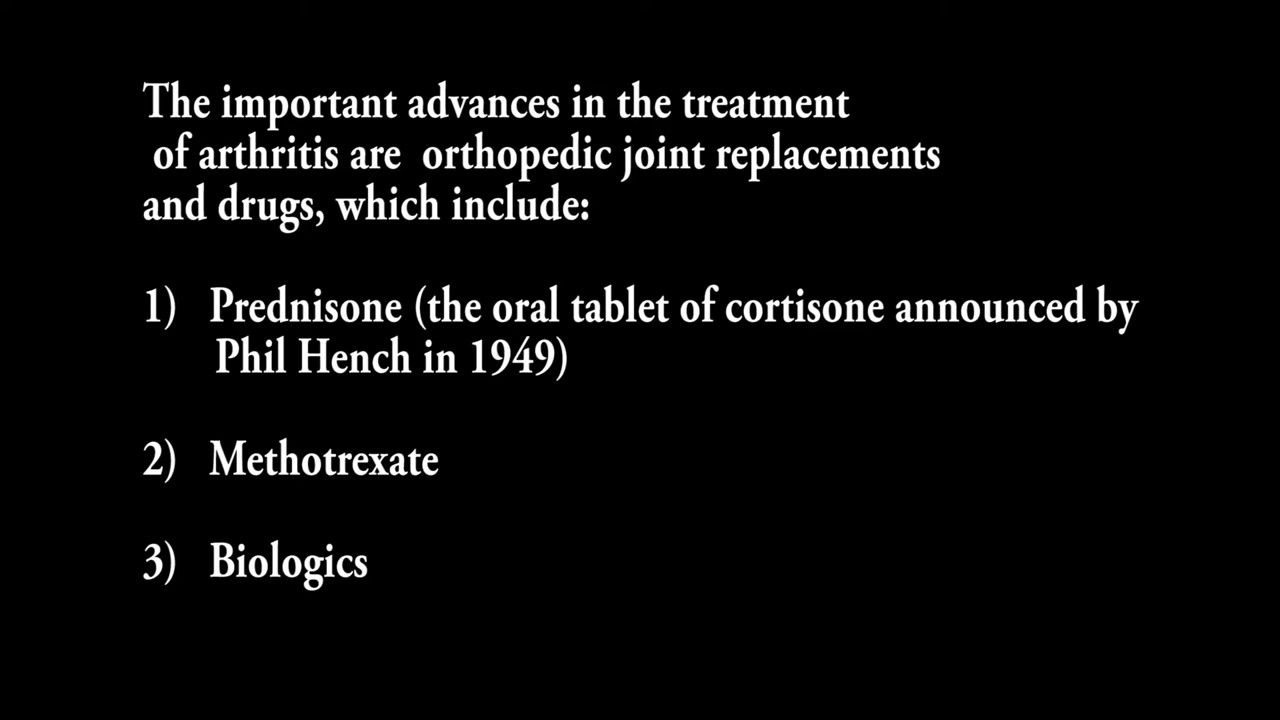 The important advances in the treatment
of arthritis are orthopedic joint replacements
and drugs, which include:
1) Prednisone (the oral tablet of cortisone announced by
Phil Hench in 1949)
2) Methotrexate
3) Biologics